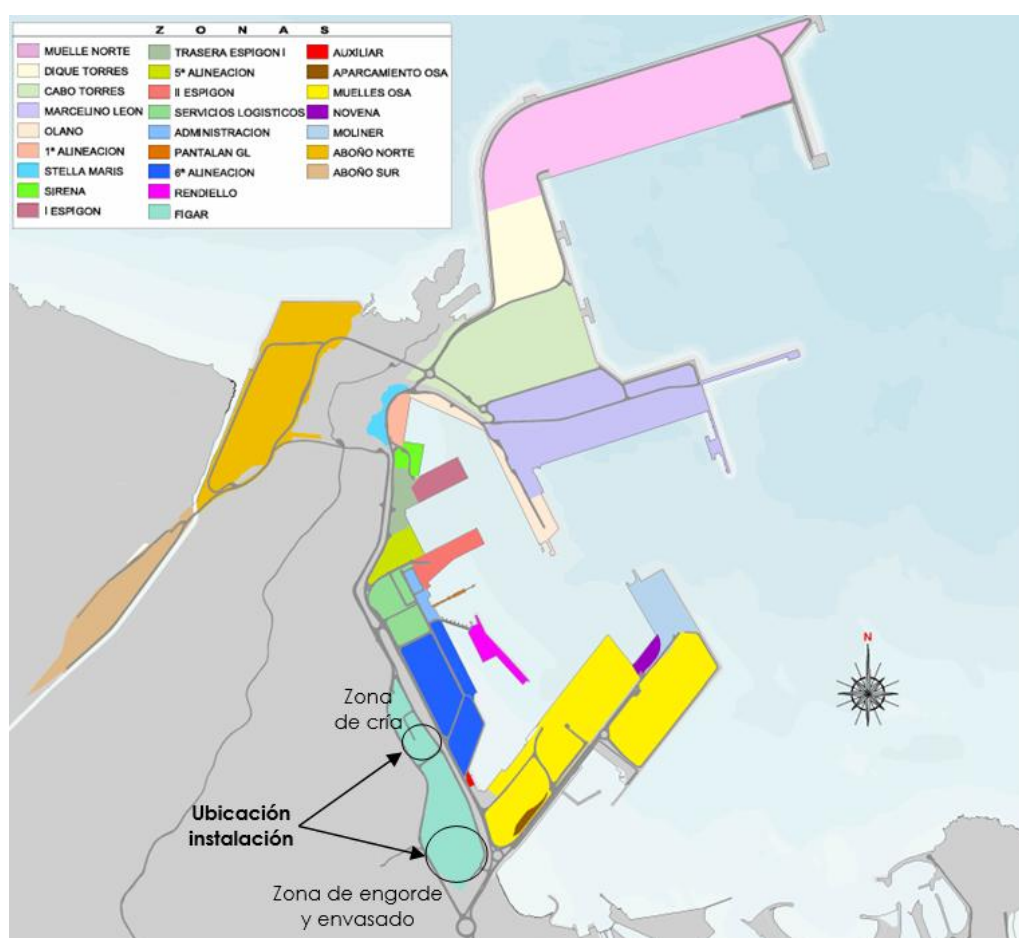 Z O N A S
MUELLE NORTE
DIQUE TORRES
CABO TORRES
MARCELINO LEON
OLANO
1ª ALINEACION
STELLA MARIS
SIRENA
I ESPIGON
TRASERA ESPIGON I
5ª ALINEACION
II ESPIGON
SERVICIOS LOGISTICOS
ADMINISTRACION
PANTALAN GL
6ª ALINEACION
RENDIELLO
FIGAR
AUXILIAR
APARCAMIENTO OSA
MUELLES OSA
NOVENA
MOLINER
ABOÑO NORTE
ABOÑO SUR
N
Zona
de cría
Ubicación
instalación
Zona de engorde
y envasado